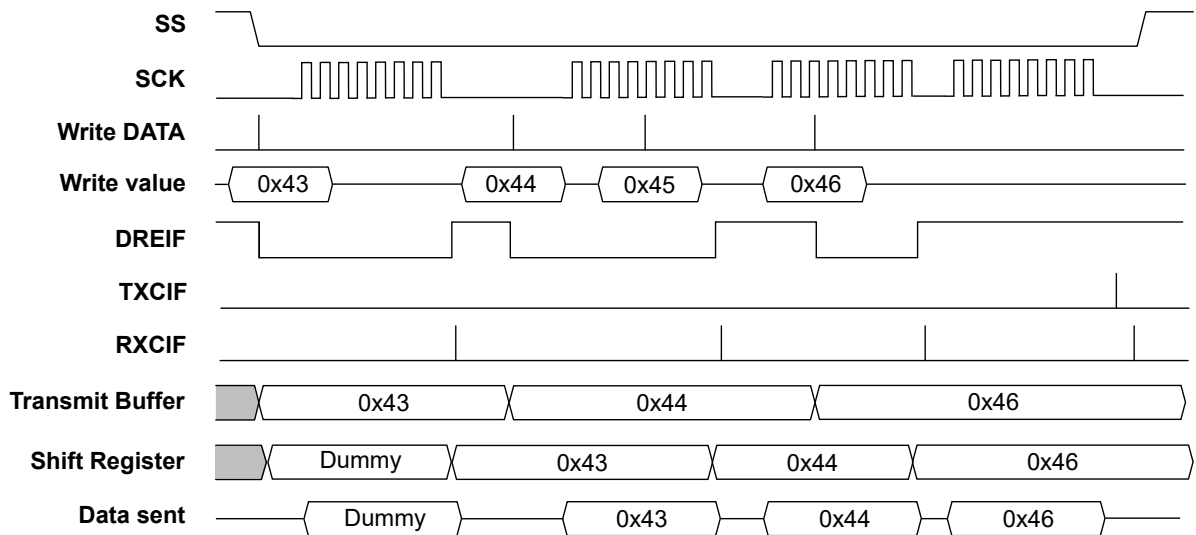 SS
SCK
Write DATA
Write value 0x43 0x44 0x45 0x46
DREIF
TXCIF
RXCIF
Transmit Buffer 0x43 0x44 0x46
Shift Register Dummy 0x43 0x44 0x46
Data sent Dummy 0x43 0x44 0x46